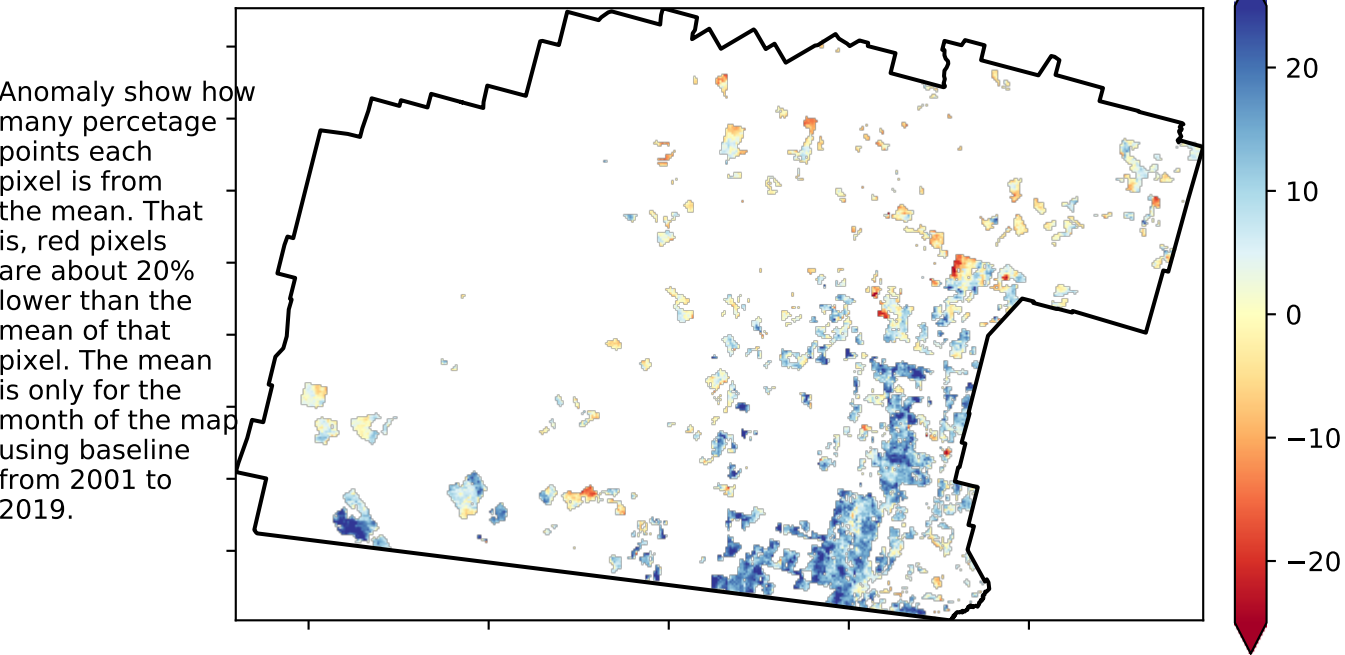 Anomaly show how
many percetage
points each
pixel is from
the mean. That
is, red pixels
are about 20%
lower than the
mean of that
pixel. The mean
is only for the
month of the map
using baseline
from 2001 to
2019.
20
10
0
−10
−20